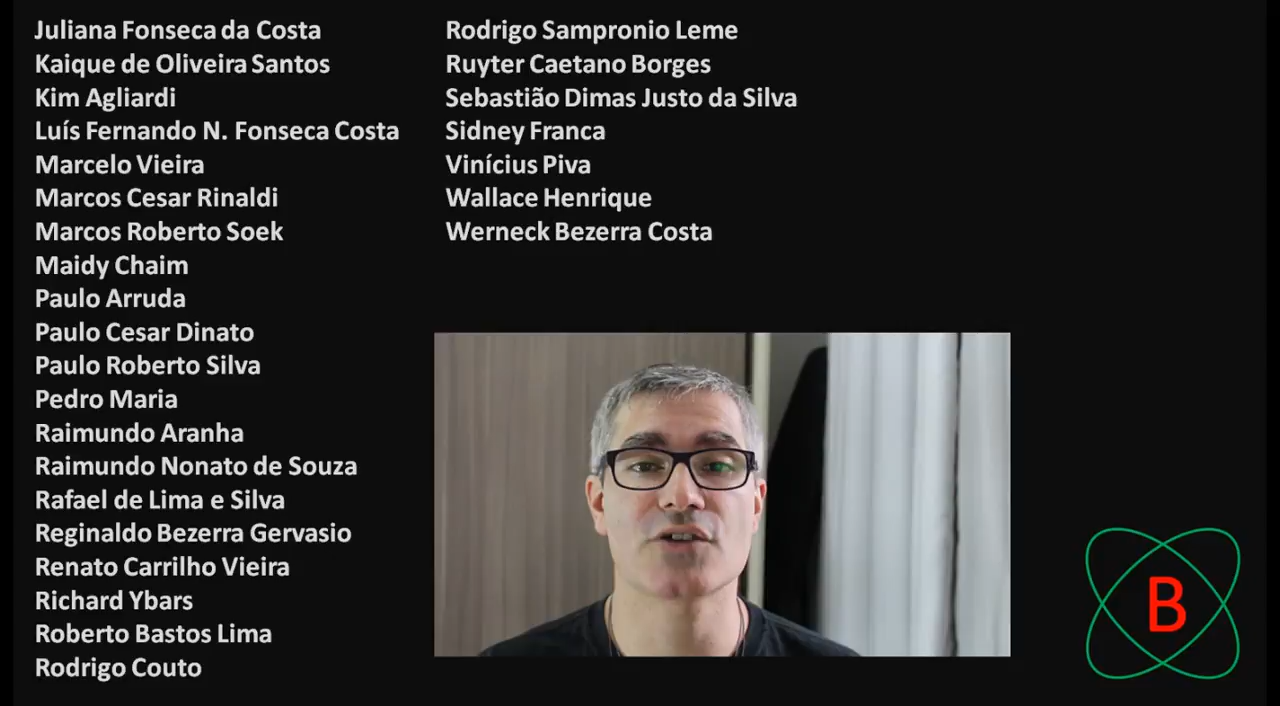 Juliana Fonseca da Costa
Kaique de Oliveira Santos
Kim Agliardi
Luís Fernando N. Fonseca Costa
Marcelo Vieira
Marcos Cesar Rinaldi
Marcos Roberto Soek
Maidy Chaim
Paulo Arruda
Paulo Cesar Dinato
Paulo Roberto Silva
Pedro Maria
Raimundo Aranha
Raimundo Nonato de Souza
Rafael de Lima e Silva
Reginaldo Bezerra Gervasio
Renato Carrilho Vieira
Richard Ybars
Roberto Bastos Lima
Rodrigo Couto
Rodrigo Sampronio Leme
Ruyter Caetano Borges
Sebastião Dimas Justo da Silva
Sidney Franca
Vinícius Piva
Wallace Henrique
Werneck Bezerra Costa
B